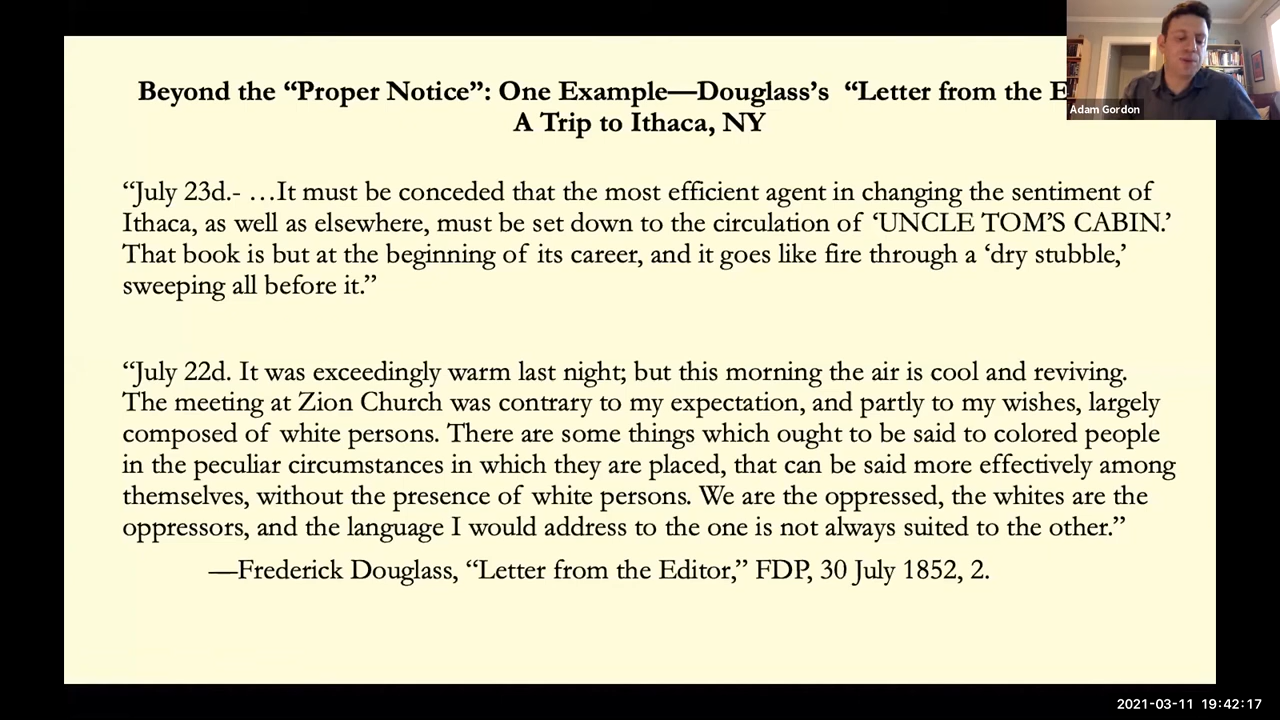 Beyond the “Proper Notice”: One Example—Douglass’s “Letter from the
A Trip to Ithaca, NY
Adam Gordon
“July 23d.- …It must be conceded that the most efficient agent in changing the sentiment of
Ithaca, as well as elsewhere, must be set down to the circulation of ‘UNCLE TOM’S CABIN.’
That book is but at the beginning of its career, and it goes like fire through a ‘dry stubble,’
sweeping all before it.”
“July 22d. It was exceedingly warm last night; but this morning the air is cool and reviving.
The meeting at Zion Church was contrary to my expectation, and partly to my wishes, largely
composed of white persons. There are some things which ought to be said to colored people
in the peculiar circumstances in which they are placed, that can be said more effectively among
themselves, without the presence of white persons. We are the oppressed, the whites are the
oppressors, and the language I would address to the one is not always suited to the other.”
—Frederick Douglass, “Letter from the Editor,” FDP, 30 July 1852, 2.
2021-03-11 19:42:17